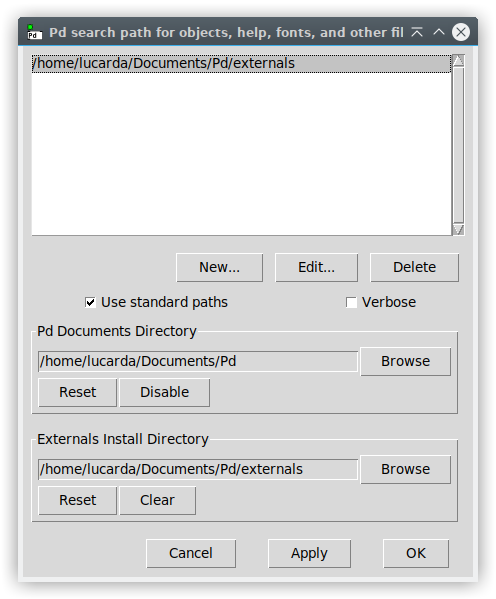 Pd
Pd search path for objects, help, fonts, and other fil
/home/lucarda/Documents/Pd/externals
New... Edit... Delete
Use standard paths Verbose
Pd Documents Directory
/home/lucarda/Documents/Pd Browse
Reset Disable
Externals Install Directory
/home/lucarda/Documents/Pd/externals Browse
Reset Clear
Cancel Apply OK